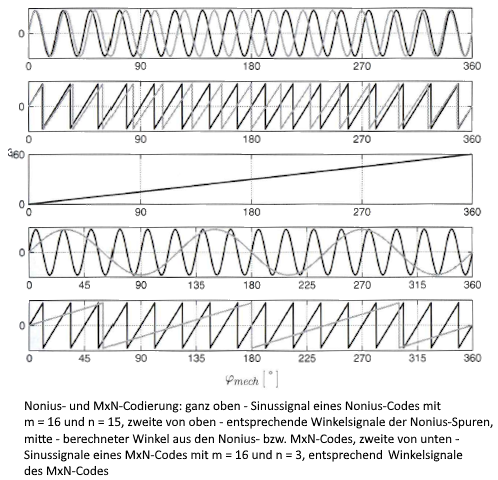 0
0 90 180 270 360
0
0 90 180 270 360
360
0
0 90 180 270 360
0
0 45 90 135 180 225 270 315 360
0
0 45 90 135 180 225 270 315 360
φmech [°]
Nonius- und MxN-Codierung: ganz oben - Sinussignal eines Nonius-Codes mit
m = 16 und n = 15, zweite von oben - entsprechende Winkelsignale der Nonius-Spuren,
mitte - berechneter Winkel aus den Nonius- bzw. MxN-Codes, zweite von unten -
Sinussignale eines MxN-Codes mit m = 16 und n = 3, entsprechend Winkelsignale
des MxN-Codes